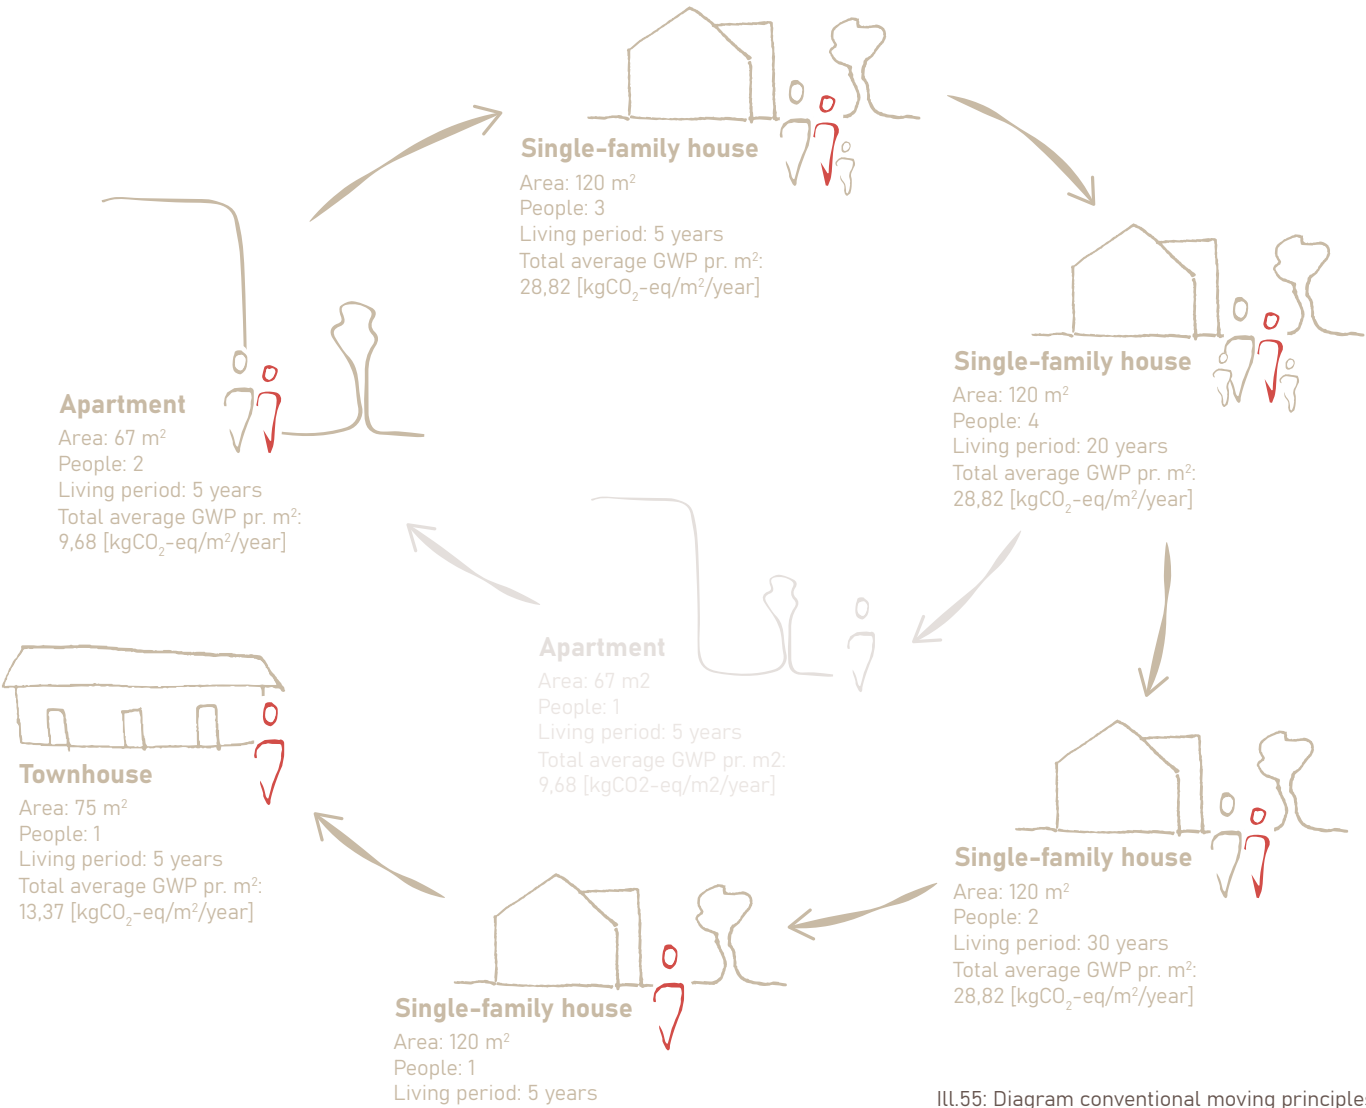 Single-family house
Area: 120 m²
People: 3
Living period: 5 years
Total average GWP pr. m²:
28,82 [kgCO₂-eq/m²/year]
Single-family house
Area: 120 m²
People: 4
Living period: 20 years
Total average GWP pr. m²:
28,82 [kgCO₂-eq/m²/year]
Apartment
Area: 67 m²
People: 2
Living period: 5 years
Total average GWP pr. m²:
9,68 [kgCO₂-eq/m²/year]
Apartment
Area: 67 m2
People: 1
Living period: 5 years
Total average GWP pr. m2:
9,68 [kgCO2-eq/m2/year]
Townhouse
Area: 75 m²
People: 1
Living period: 5 years
Total average GWP pr. m²:
13,37 [kgCO₂-eq/m²/year]
Single-family house
Area: 120 m²
People: 2
Living period: 30 years
Total average GWP pr. m²:
28,82 [kgCO₂-eq/m²/year]
Single-family house
Area: 120 m²
People: 1
Living period: 5 years
Ill.55: Diagram conventional moving principle